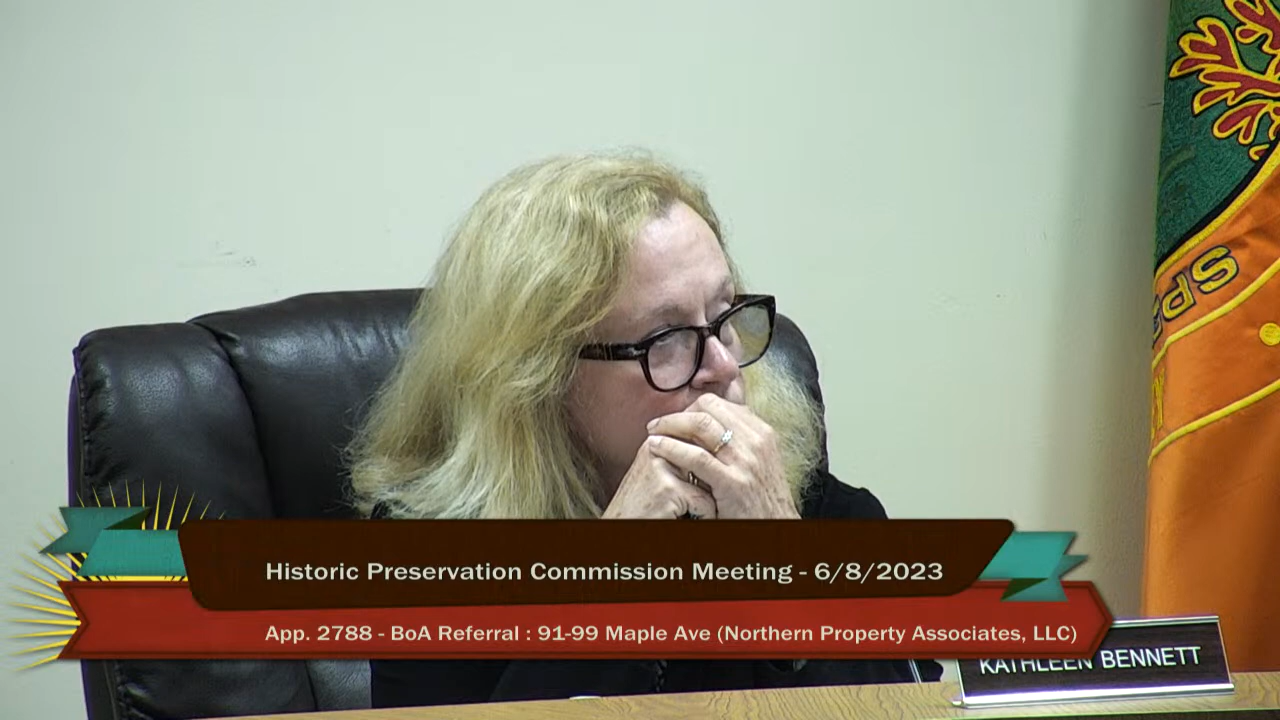 Historic Preservation Commission Meeting - 6/8/2023
App. 2788 - BoA Referral : 91-99 Maple Ave (Northern Property Associates, LLC)
KATHLEEN BENNETT